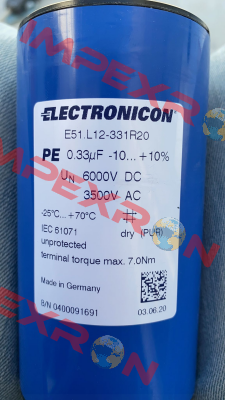 ELECTRONICON
E51.L12-331R20
PE 0.33µF -10...+10%
UN 6000V DC
3500V AC
-25°C...+70°C
IEC 61071 dry (PUR)
unprotected
terminal torque max. 7.0Nm
Made in Germany
B/N 0400091691 03.06.20
IMPEXRON